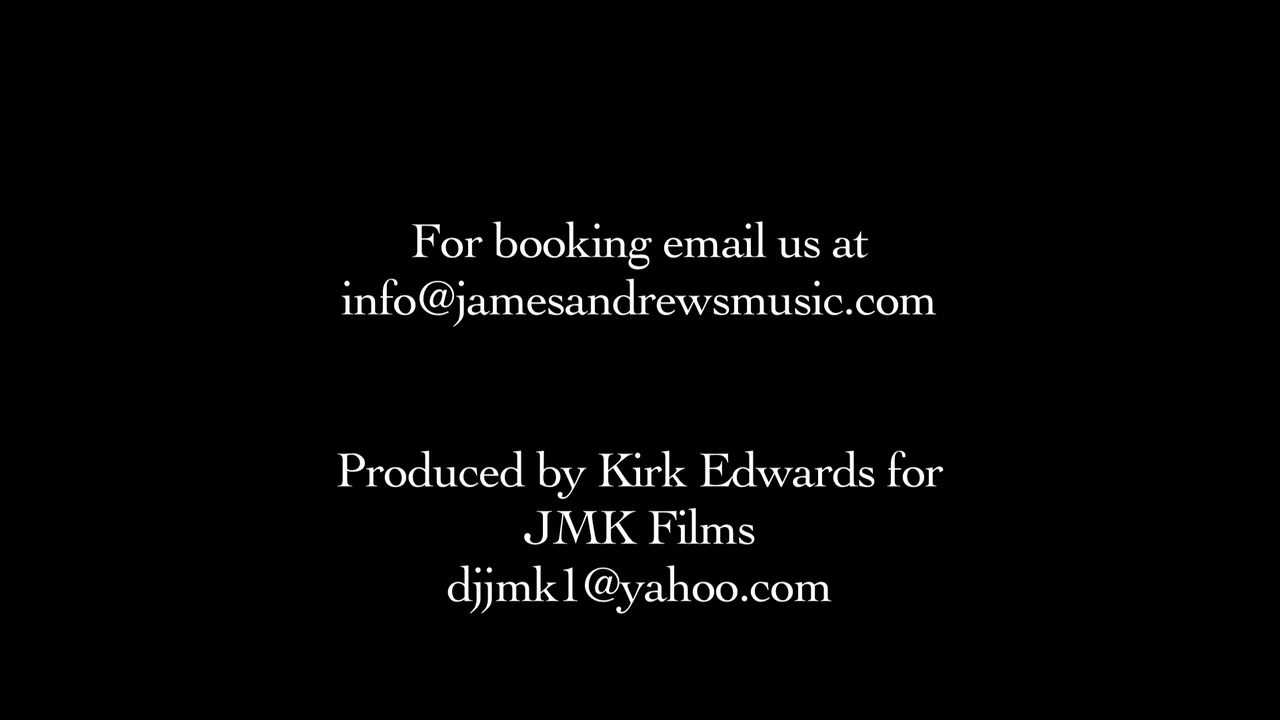 For booking email us at
info@jamesandrewsmusic.com
Produced by Kirk Edwards for
JMK Films
djjmk1@yahoo.com